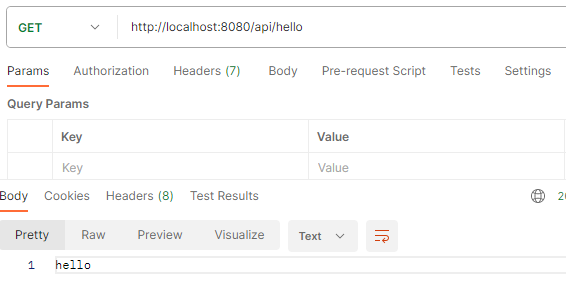 GET http://localhost:8080/api/hello
Params Authorization Headers (7) Body Pre-request Script Tests Settings
Query Params
Key Value
Key Value
Body Cookies Headers (8) Test Results
Pretty Raw Preview Visualize Text
1 hello